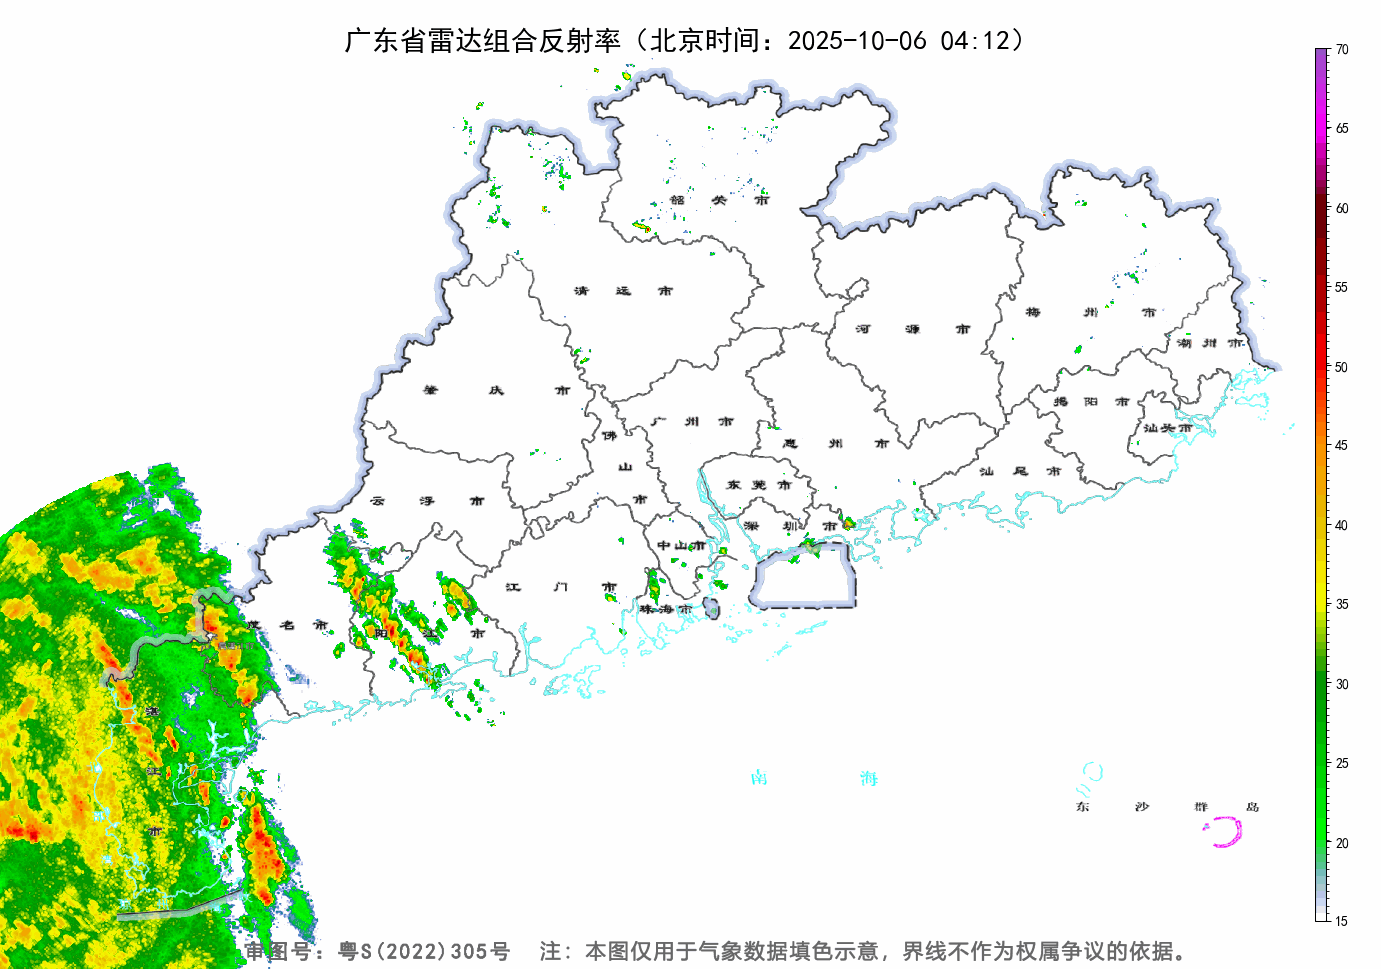 广东省雷达组合反射率（北京时间：2025-10-06 04:12）
70
65
60
55
50
45
40
35
30
25
20
15
韶 关 市
清 远 市
河 源 市
梅 州 市
潮 州 市
肇 庆 市
广 州 市
揭 阳 市
汕头市
佛 山 市
惠 州 市
汕 尾 市
云 浮 市
东 莞 市
深 圳 市
中山市
江 门 市
珠海市
茂 名 市
阳 江 市
湛 江 市
南 海
东 沙 群 岛
审图号：粤S(2022)305号 注：本图仅用于气象数据填色示意，界线不作为权属争议的依据。